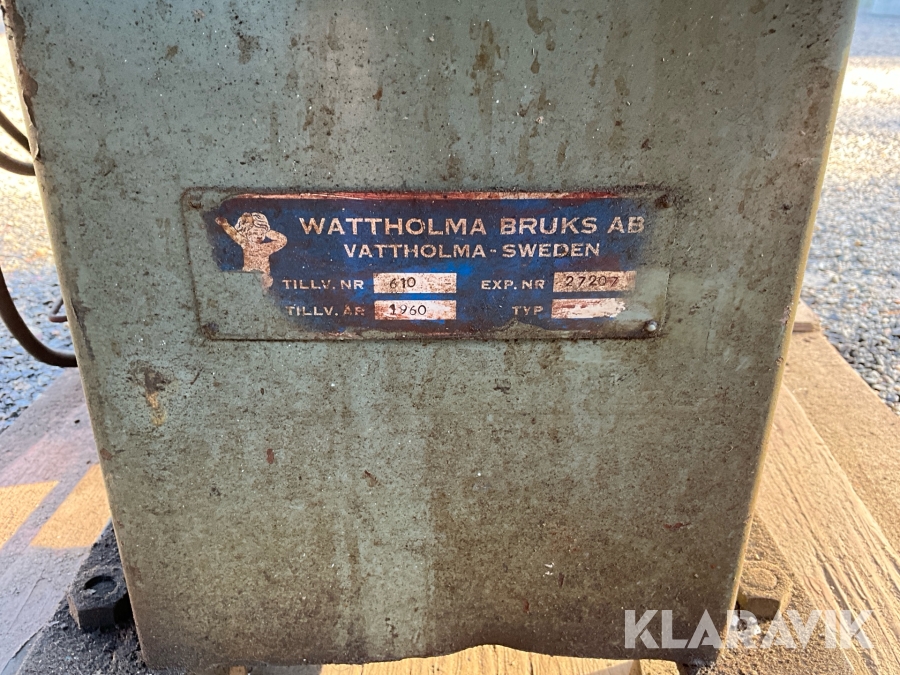 WATTHOLMA BRUKS AB
VATTHOLMA - SWEDEN
TILLV. NR 610 EXP. NR 27207
TILLV. ÅR 1960 TYP
KLARAVIK